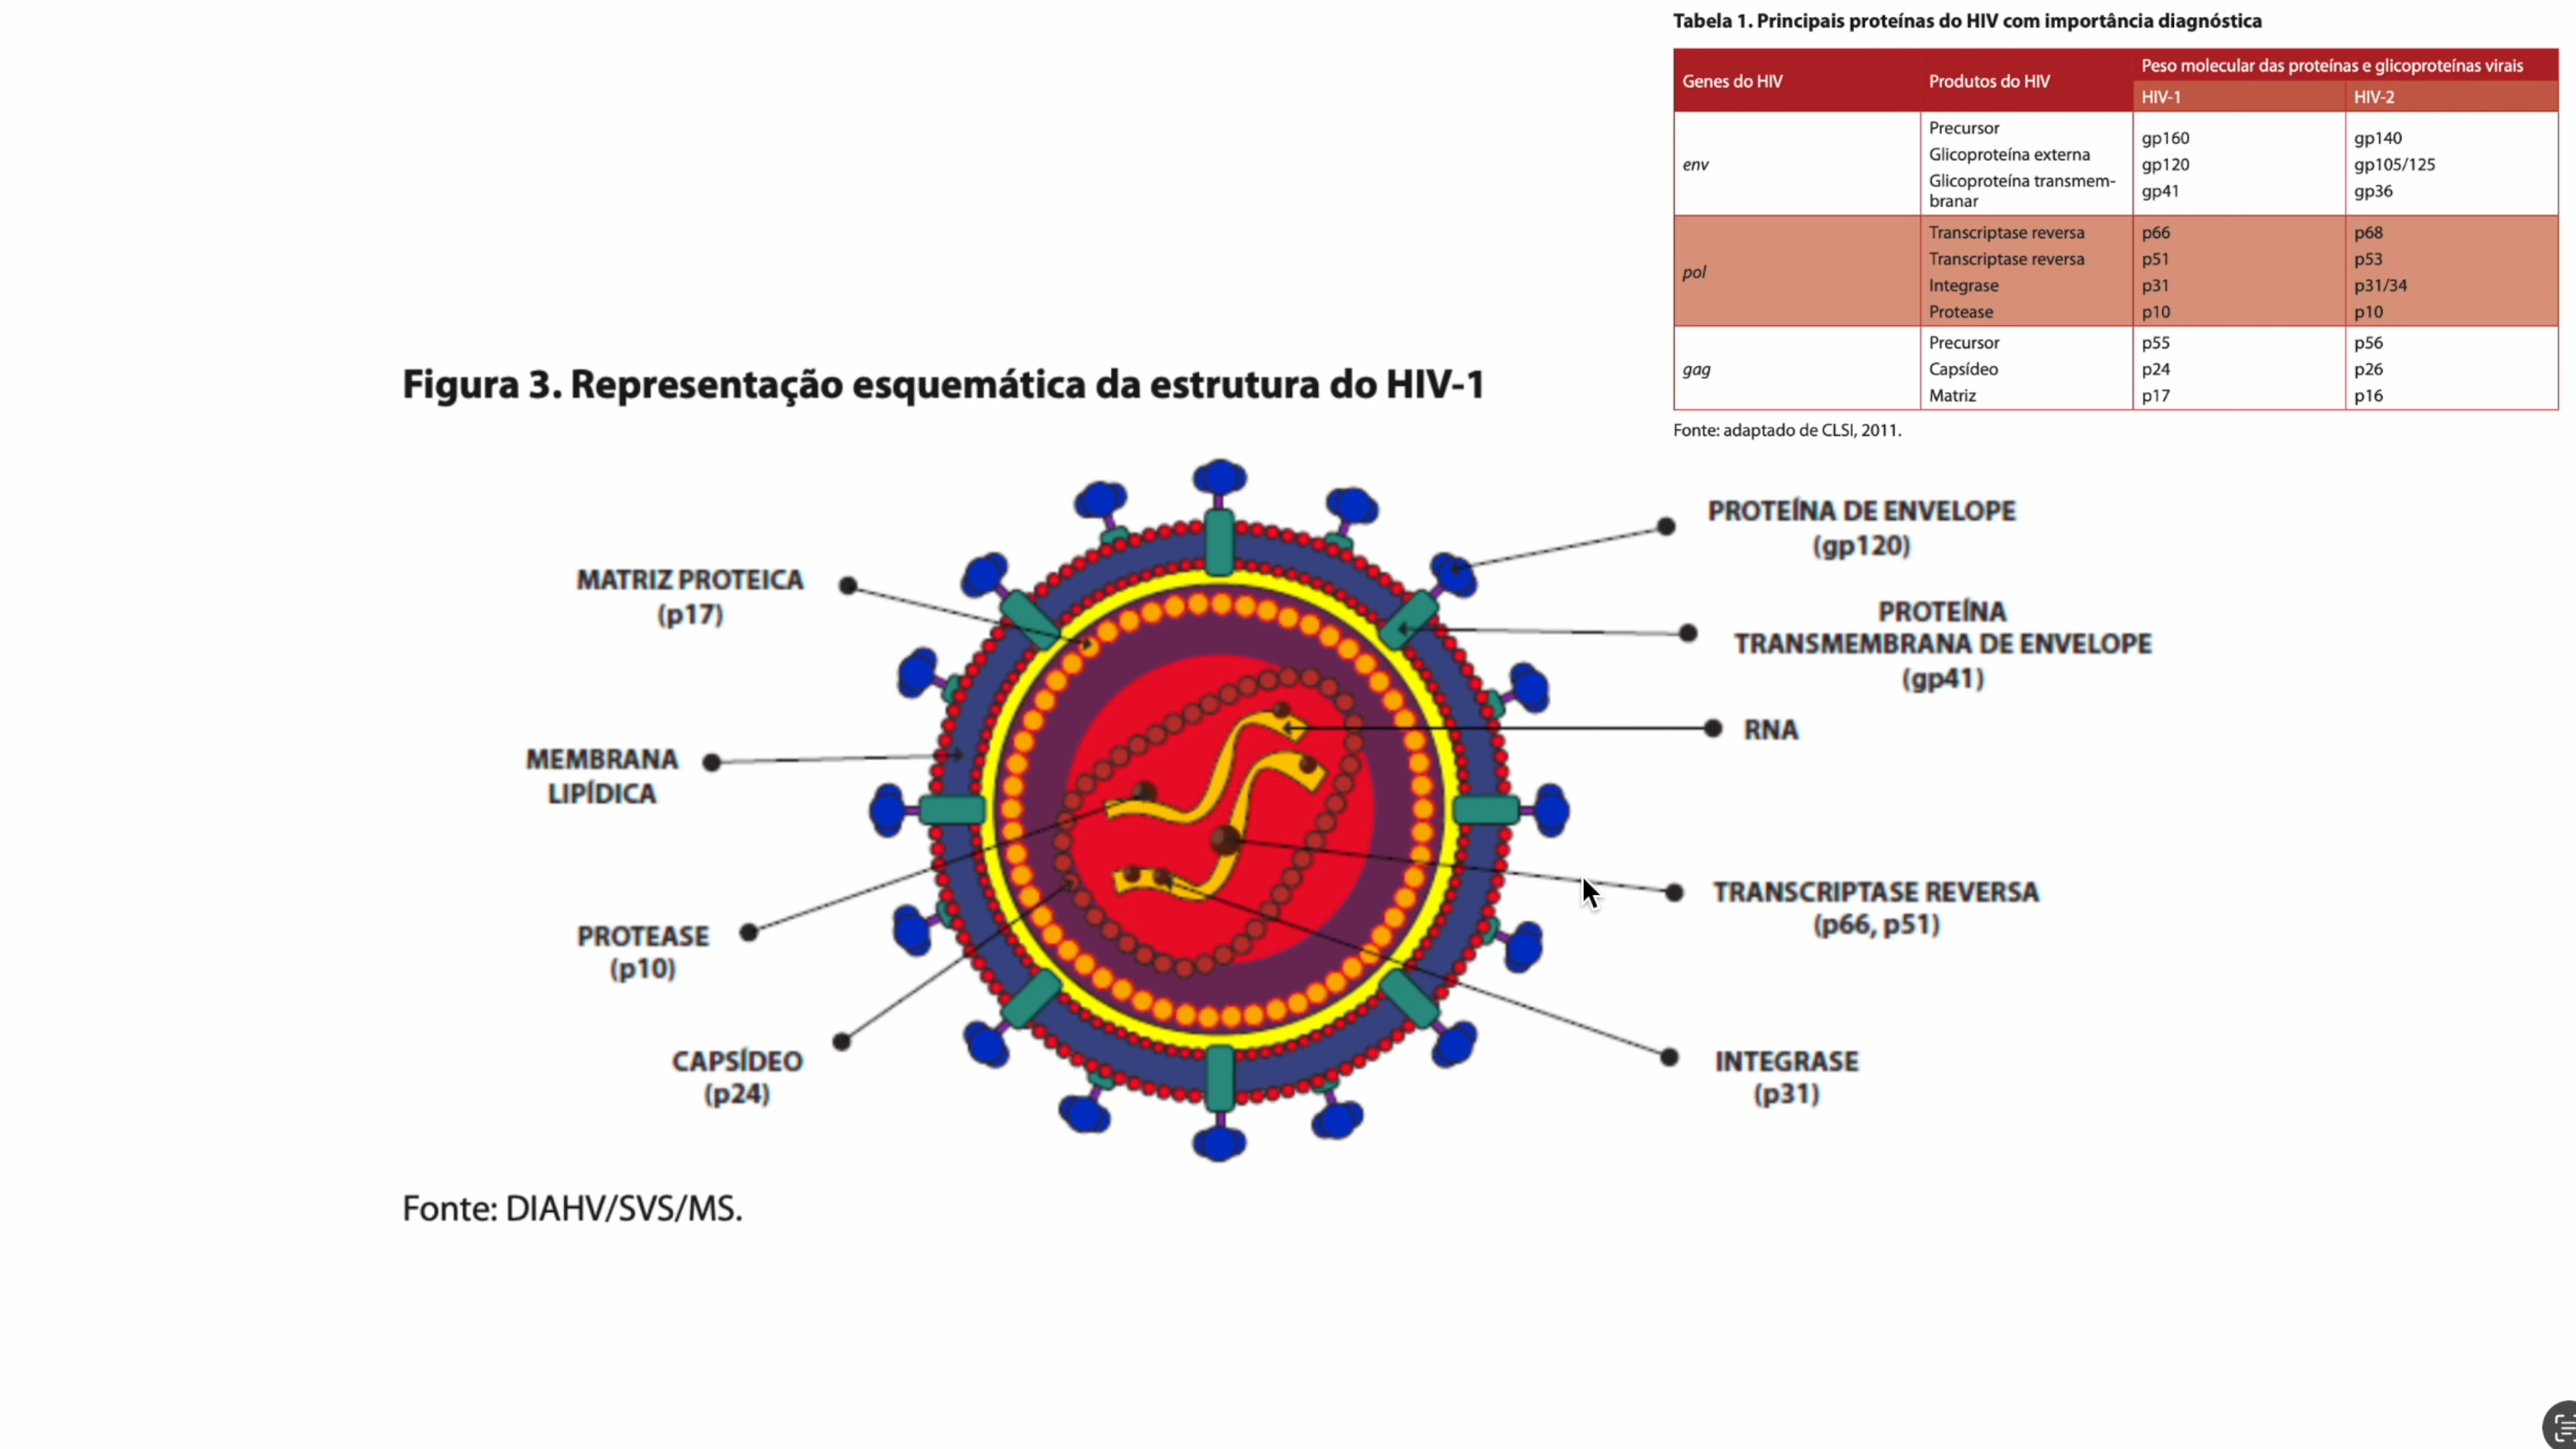 Tabela 1. Principais proteínas do HIV com importância diagnóstica
Genes do HIV
Produtos do HIV
Peso molecular das proteínas e glicoproteínas virais
HIV-1
HIV-2
env
Precursor
Glicoproteína externa
Glicoproteína transmem-
branar
gp160
gp120
gp41
gp140
gp105/125
gp36
pol
Transcriptase reversa
Transcriptase reversa
Integrase
Protease
p66
p51
p31
p10
p68
p53
p31/34
p10
gag
Precursor
Capsídeo
Matriz
p55
p24
p17
p56
p26
p16
Fonte: adaptado de CLSI, 2011.
Figura 3. Representação esquemática da estrutura do HIV-1
MATRIZ PROTEICA
(p17)
MEMBRANA
LIPÍDICA
PROTEASE
(p10)
CAPSÍDEO
(p24)
PROTEÍNA DE ENVELOPE
(gp120)
PROTEÍNA
TRANSMEMBRANA DE ENVELOPE
(gp41)
RNA
TRANSCRIPTASE REVERSA
(p66, p51)
INTEGRASE
(p31)
Fonte: DIAHV/SVS/MS.